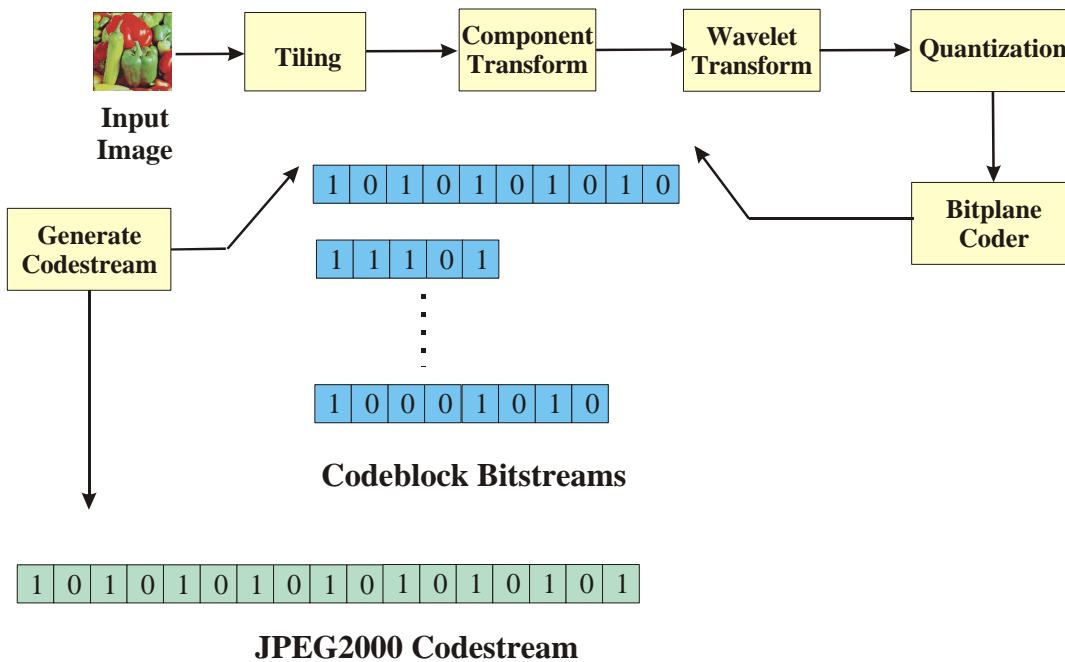 Input
Image
Tiling
Component
Transform
Wavelet
Transform
Quantization
Bitplane
Coder
Generate
Codestream
1 0 1 0 1 0 1 0 1 0
1 1 1 0 1
1 0 0 0 1 0 1 0
Codeblock Bitstreams
1 0 1 0 1 0 1 0 1 0 1 0 1 0 1 0 1
JPEG2000 Codestream